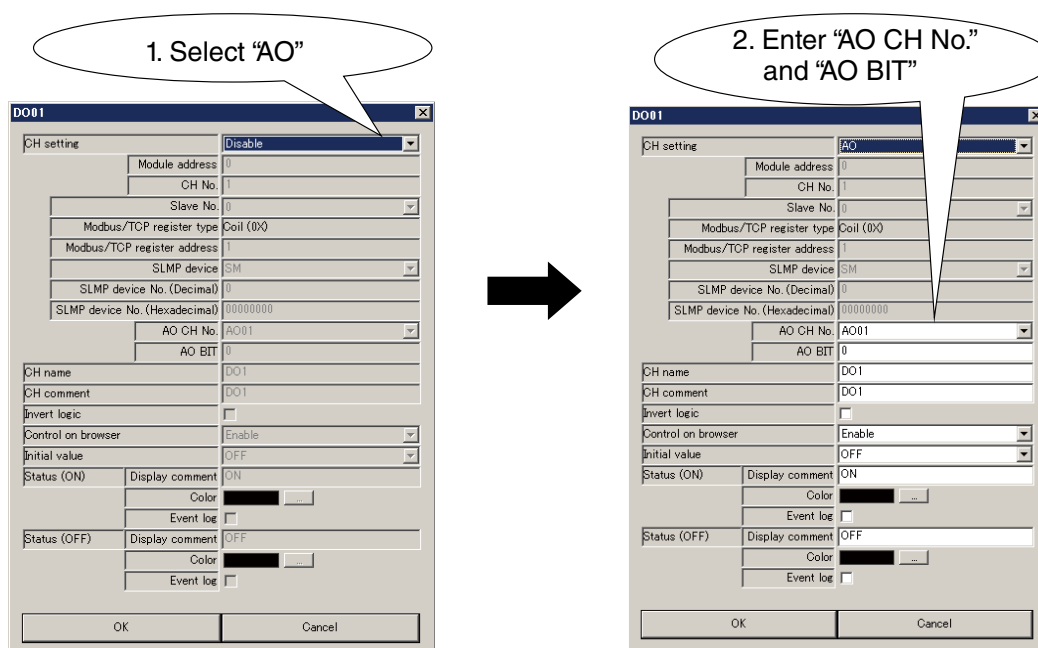 1. Select “AO”
DO01
CH setting Disable
Module address 0
CH No. 1
Slave No. 0
Modbus/TCP register type Coil (0X)
Modbus/TCP register address 1
SLMP device SM
SLMP device No. (Decimal) 0
SLMP device No. (Hexadecimal) 00000000
AO CH No. AO01
AO BIT 0
CH name DO1
CH comment DO1
Invert logic
Control on browser Enable
Initial value OFF
Status (ON) Display comment ON
Color ...
Event log
Status (OFF) Display comment OFF
Color ...
Event log
OK Cancel
2. Enter “AO CH No.”
and “AO BIT”
DO01
CH setting AO
Module address 0
CH No. 1
Slave No. 0
Modbus/TCP register type Coil (0X)
Modbus/TCP register address 1
SLMP device SM
SLMP device No. (Decimal) 0
SLMP device No. (Hexadecimal) 00000000
AO CH No. AO01
AO BIT 0
CH name DO1
CH comment DO1
Invert logic
Control on browser Enable
Initial value OFF
Status (ON) Display comment ON
Color ...
Event log
Status (OFF) Display comment OFF
Color ...
Event log
OK Cancel